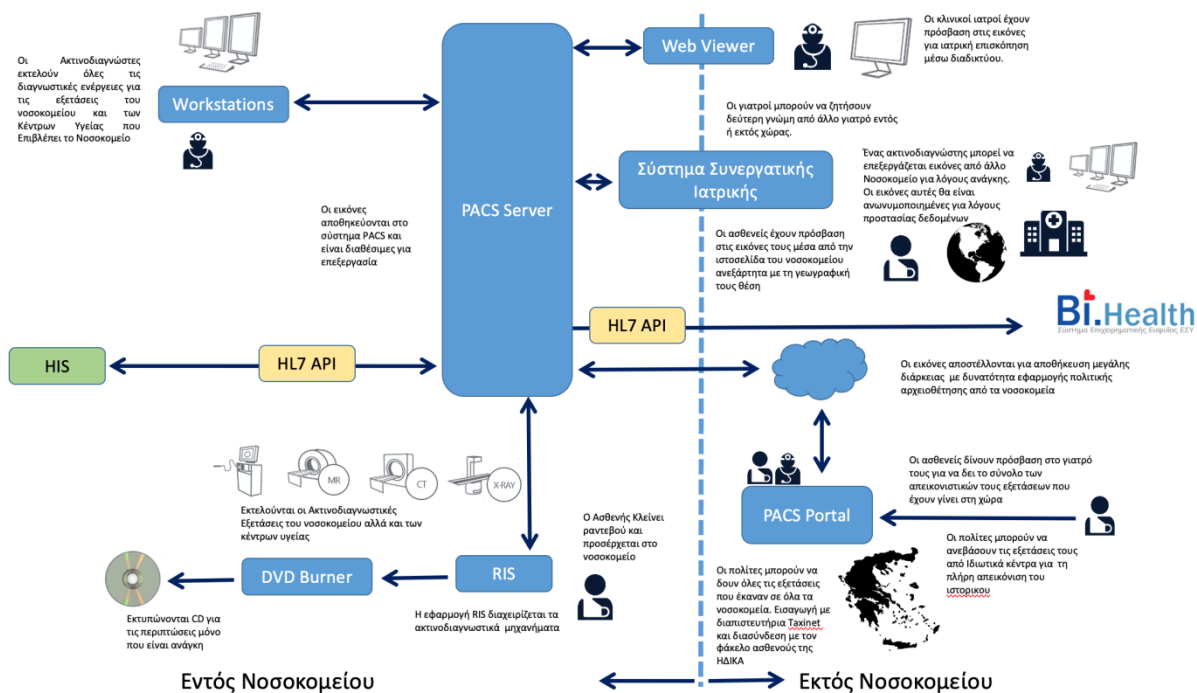 Οι Ακτινοδιαγνώστες
εκτελούν όλες τις
διαγνωστικές ενέργειες για
τις εξετάσεις του
νοσοκομείου και των
Κέντρων Υγείας που
Επιβλέπει το Νοσοκομείο
Workstations
PACS Server
Web Viewer
Οι κλινικοί ιατροί έχουν
πρόσβαση στις εικόνες
για ιατρική επισκόπηση
μέσω διαδικτύου.
Οι γιατροί μπορούν να ζητήσουν
δεύτερη γνώμη από άλλο γιατρό εντός
ή εκτός χώρας.
Σύστημα Συνεργατικής
Ιατρικής
Ένας ακτινοδιαγνώστης μπορεί να
επεξεργάζεται εικόνες από άλλο
Νοσοκομείο για λόγους ανάγκης.
Οι εικόνες αυτές θα είναι
ανωνυμοποιημένες για λόγους
προστασίας δεδομένων
Οι εικόνες
αποθηκεύονται στο
σύστημα PACS και
είναι διαθέσιμες για
επεξεργασία
Οι ασθενείς έχουν πρόσβαση
στις εικόνες τους μέσα από την
ιστοσελίδα του νοσοκομείου
ανεξάρτητα με τη γεωγραφική
τους θέση
HL7 API
Bi.Health
Σύστημα Επιχειρηματικής Ευφυΐας ΕΣΥ
HIS
HL7 API
Οι εικόνες αποστέλλονται για αποθήκευση μεγάλης
διάρκειας με δυνατότητα εφαρμογής πολιτικής
αρχειοθέτησης από τα νοσοκομεία
MR
CT
X-RAY
Εκτελούνται οι Ακτινοδιαγνωστικές
Εξετάσεις του νοσοκομείου αλλά και των
κέντρων υγείας
Ο Ασθενής Κλείνει
ραντεβού και
προσέρχεται στο
νοσοκομείο
Οι ασθενείς δίνουν πρόσβαση στο γιατρό
τους για να δει το σύνολο των
απεικονιστικών τους εξετάσεων που
έχουν γίνει στη χώρα
PACS Portal
Οι πολίτες μπορούν να
ανεβάσουν τις εξετάσεις τους
από Ιδιωτικά κέντρα για τη
πλήρη απεικόνιση του
ιστορικου
DVD Burner
RIS
Εκτυπώνονται CD για
τις περιπτώσεις μόνο
που είναι ανάγκη
Η εφαρμογή RIS διαχειρίζεται τα
ακτινοδιαγνωστικά μηχανήματα
Οι πολίτες μπορούν να
δουν όλες τις εξετάσεις
που έκαναν σε όλα τα
νοσοκομεία. Εισαγωγή με
διαπιστευτήρια Taxinet
και διασύνδεση με τον
φάκελο ασθενούς της
ΗΔΙΚΑ
Εντός Νοσοκομείου
Εκτός Νοσοκομείου